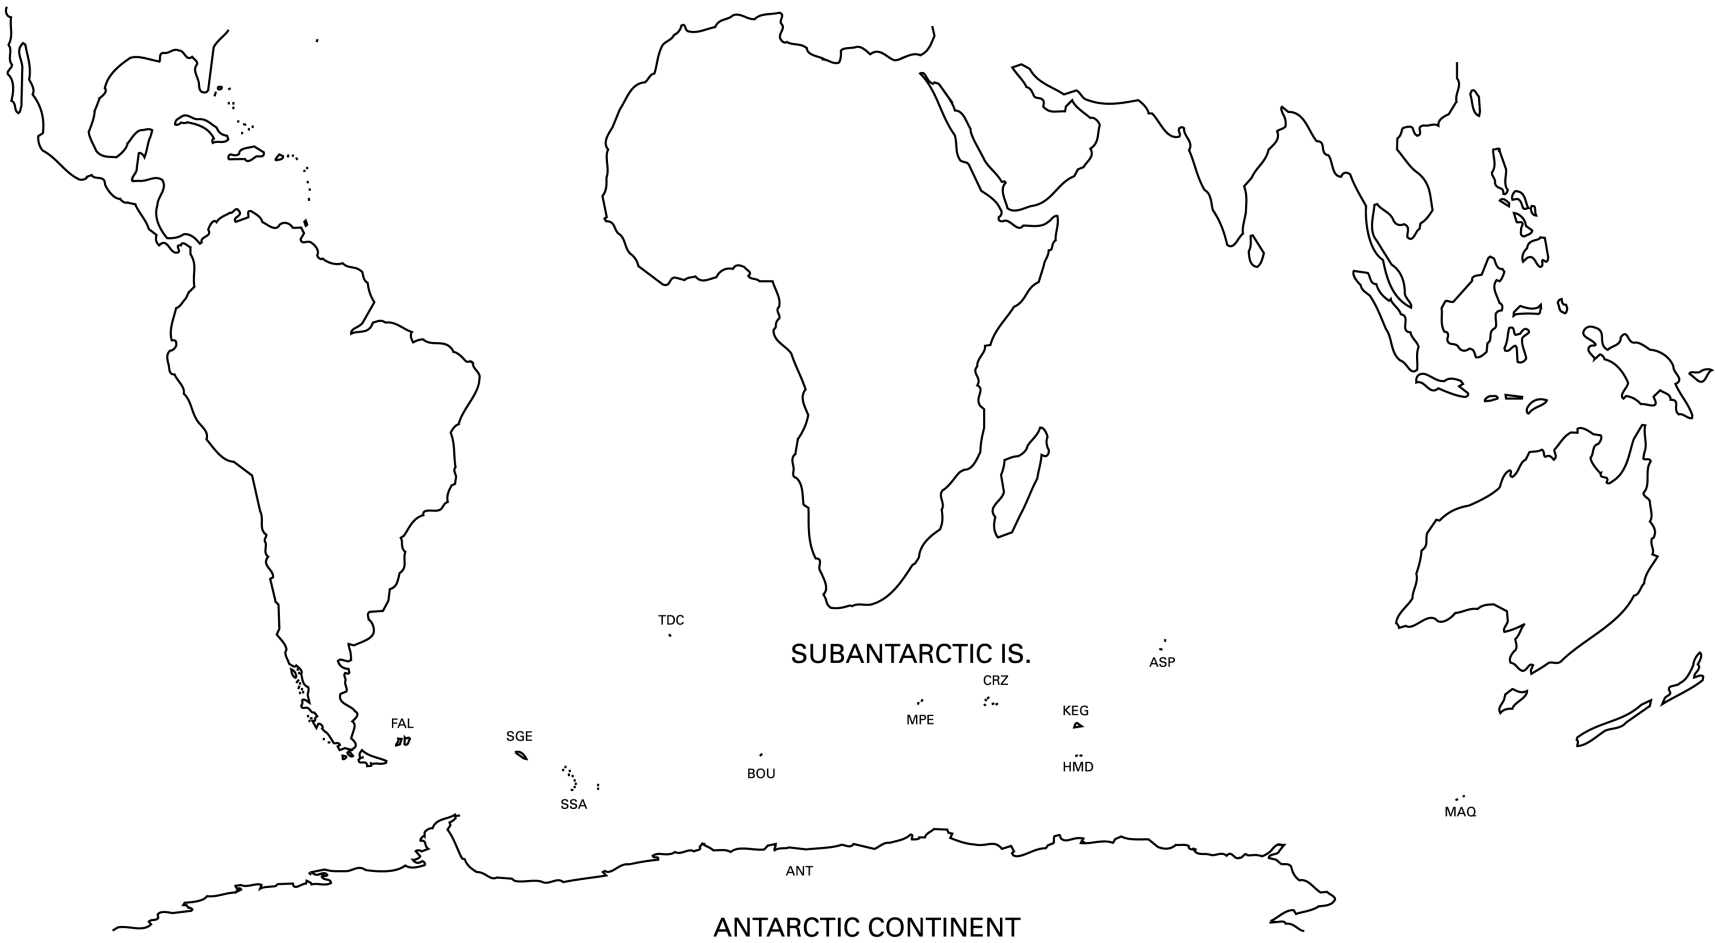 TDC
SUBANTARCTIC IS.
ASP
CRZ
MPE
KEG
FAL
SGE
HMD
BOU
SSA
MAQ
ANT
ANTARCTIC CONTINENT